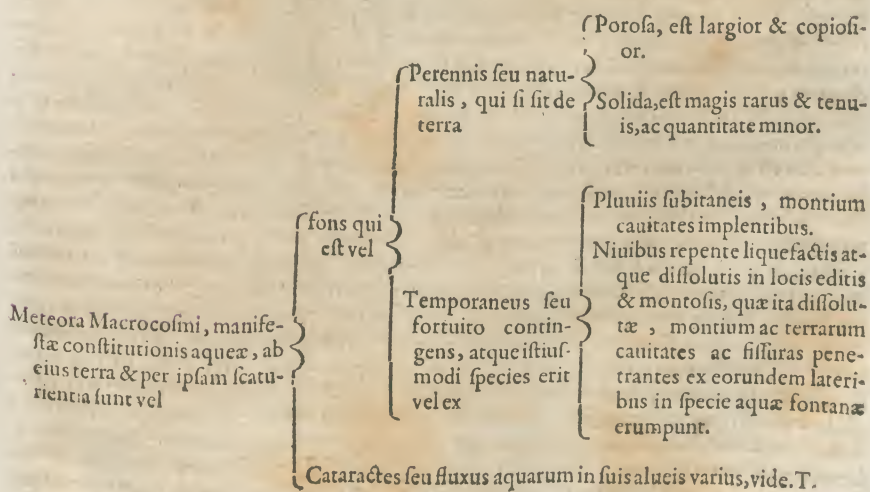 Meteora Macrocosmi, manife-
stæ constitutionis aqueæ, ab
eius terra & per ipsam scatu-
rientia sunt vel
fons qui
est vel
Perennis seu natu-
ralis, qui si sit de
terra
Porosa, est largior & copiosi-
or.
Solida, est magis rarus & tenu-
is, ac quantitate minor.
Temporaneus seu
fortuito contin-
gens, atque istius-
modi species erit
vel ex
Pluuiis subitaneis, montium
cauitates implentibus.
Niuibus repente liquefactis at-
que dissolutis in locis editis
& montosis, quæ ita dissolu-
tæ, montium ac terrarum
cauitates ac fissuras pene-
trantes ex eorundem lateri-
bus in specie aquæ fontanæ
erumpunt.
Cataractes seu fluxus aquarum in suis alueis varius, vide. T.